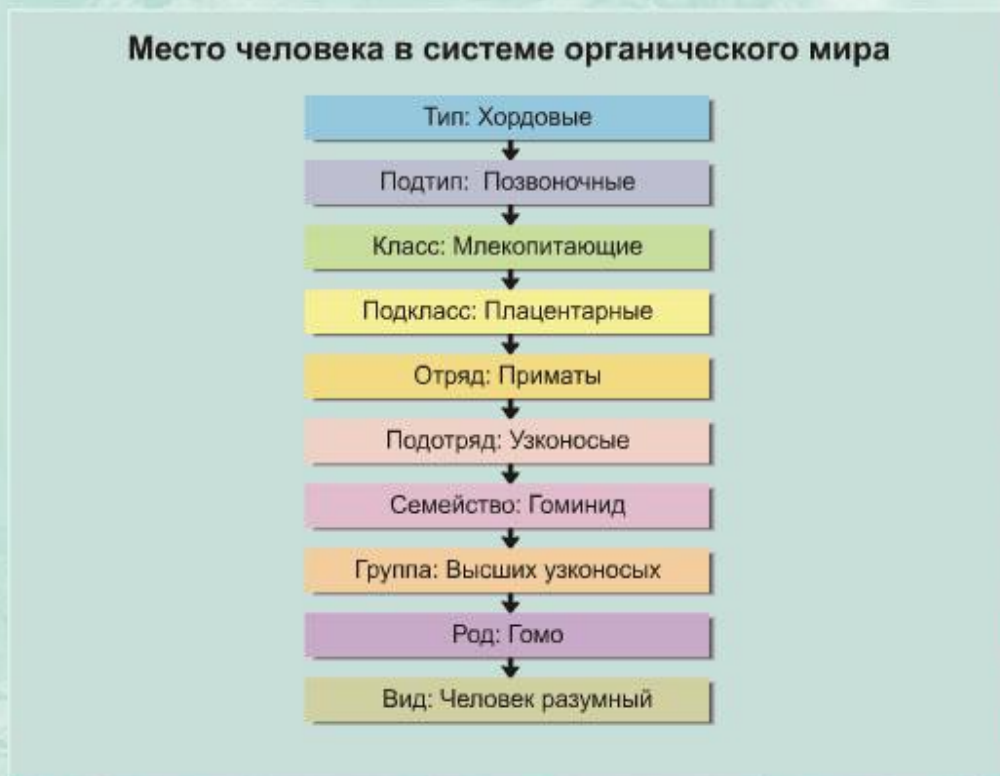 Место человека в системе органического мира
Тип: Хордовые
Подтип: Позвоночные
Класс: Млекопитающие
Подкласс: Плацентарные
Отряд: Приматы
Подотряд: Узконосые
Семейство: Гоминид
Группа: Высших узконосых
Род: Гомо
Вид: Человек разумный